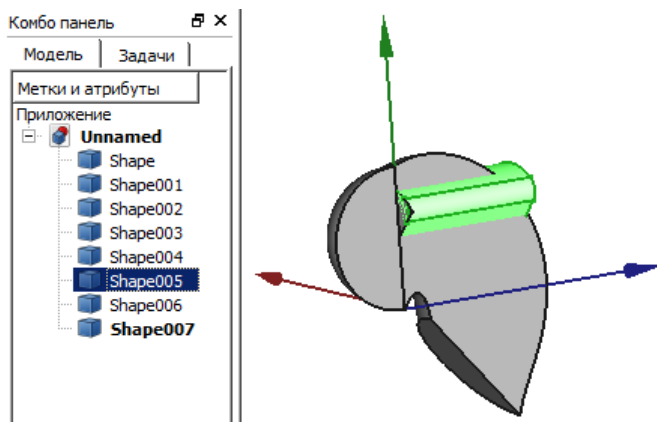 Комбо панель
Модель
Задачи
Метки и атрибуты
Приложение
Unnamed
Shape
Shape001
Shape002
Shape003
Shape004
Shape005
Shape006
Shape007